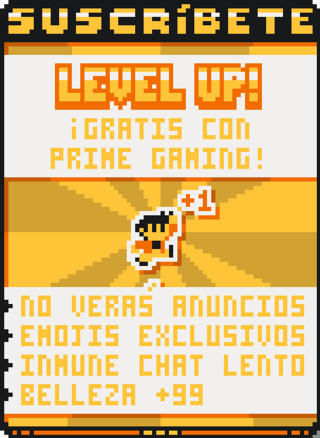 SUSCRÍBETE
LEVEL UP!
¡GRATIS CON
PRIME GAMING!
+1
NO VERÁS ANUNCIOS
EMOJIS EXCLUSIVOS
INMUNE CHAT LENTO
BELLEZA +99